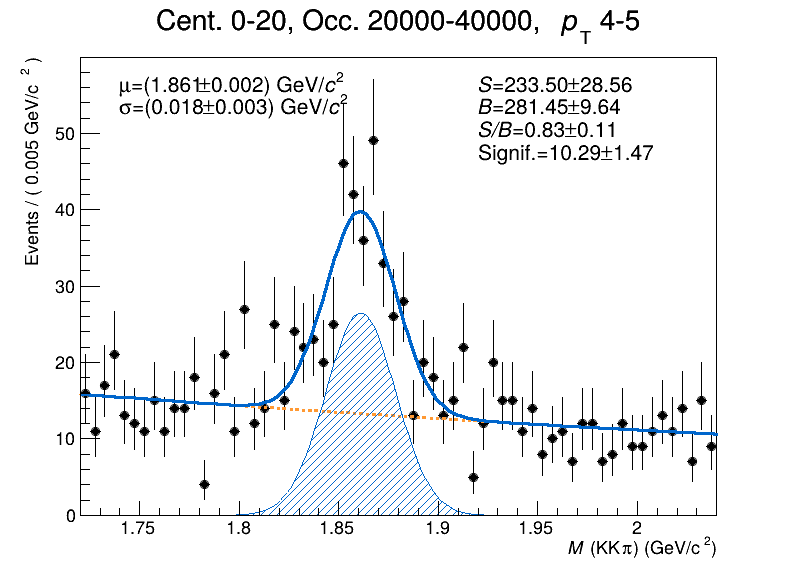 Cent. 0-20, Occ. 20000-40000, p_T 4-5
Events / ( 0.005 GeV/c² )
μ=(1.861±0.002) GeV/c²
σ=(0.018±0.003) GeV/c²
S=233.50±28.56
B=281.45±9.64
S/B=0.83±0.11
Signif.=10.29±1.47
50
40
30
20
10
0
1.75 1.8 1.85 1.9 1.95 2
M (KKπ) (GeV/c²)